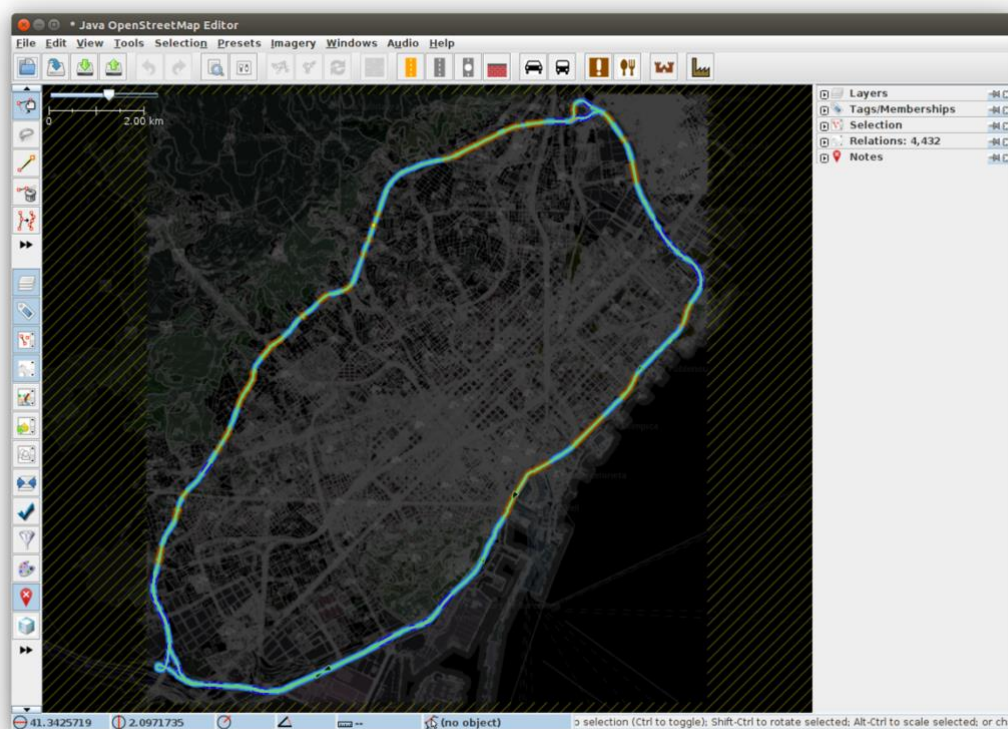 * Java OpenStreetMap Editor
File Edit View Tools Selection Presets Imagery Windows Audio Help
0 2.00 km
Layers
Tags/Memberships
Selection
Relations: 4,432
Notes
41.3425719 2.0971735 -- (no object) selection (Ctrl to toggle); Shift-Ctrl to rotate selected; Alt-Ctrl to scale selected; or ch